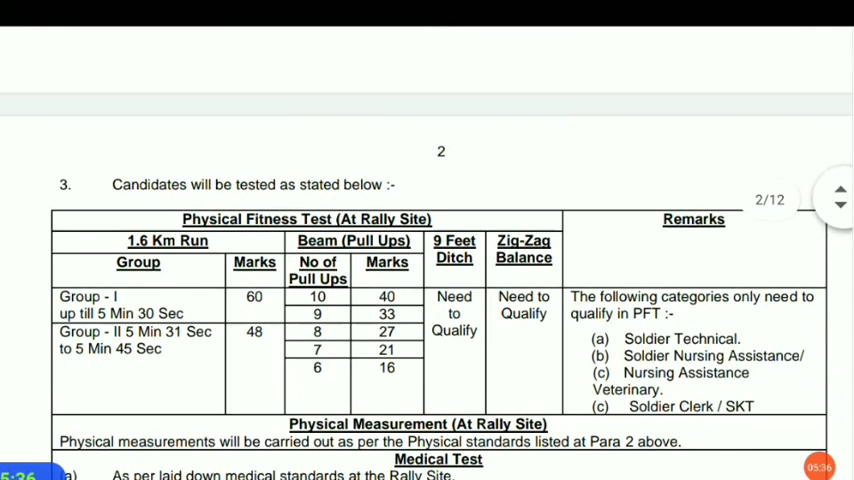 2
2/12
3. Candidates will be tested as stated below :-
Physical Fitness Test (At Rally Site) Remarks
1.6 Km Run Beam (Pull Ups) 9 Feet Ditch Zig-Zag Balance
Group Marks No of Pull Ups Marks
Group - I 60 10 40 Need to Qualify Need to Qualify The following categories only need to
up till 5 Min 30 Sec 9 33 qualify in PFT :-
Group - II 5 Min 31 Sec 48 8 27 (a) Soldier Technical.
to 5 Min 45 Sec 7 21 (b) Soldier Nursing Assistance/
6 16 (c) Nursing Assistance
Veterinary.
(c) Soldier Clerk / SKT
Physical Measurement (At Rally Site)
Physical measurements will be carried out as per the Physical standards listed at Para 2 above.
Medical Test
(a) As per laid down medical standards at the Rally Site.
5:36
05:36